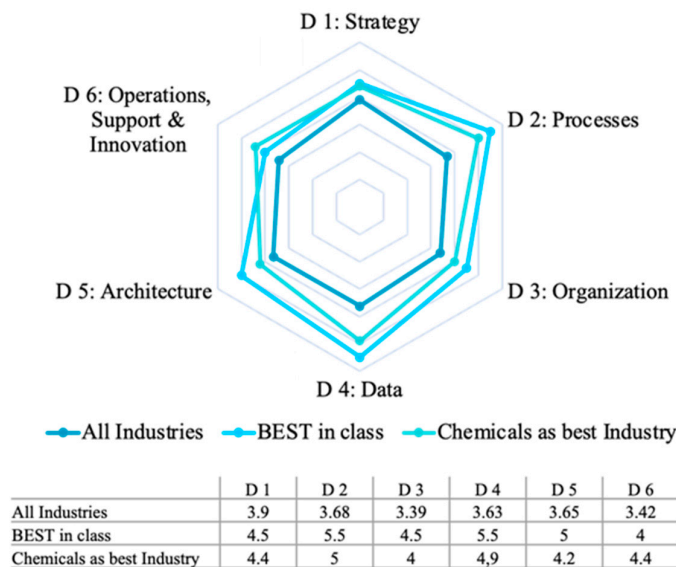 D 1: Strategy
D 6: Operations,
Support &
Innovation
D 2: Processes
D 5: Architecture
D 3: Organization
D 4: Data
All Industries BEST in class Chemicals as best Industry
D 1 D 2 D 3 D 4 D 5 D 6
All Industries 3.9 3.68 3.39 3.63 3.65 3.42
BEST in class 4.5 5.5 4.5 5.5 5 4
Chemicals as best Industry 4.4 5 4 4,9 4.2 4.4